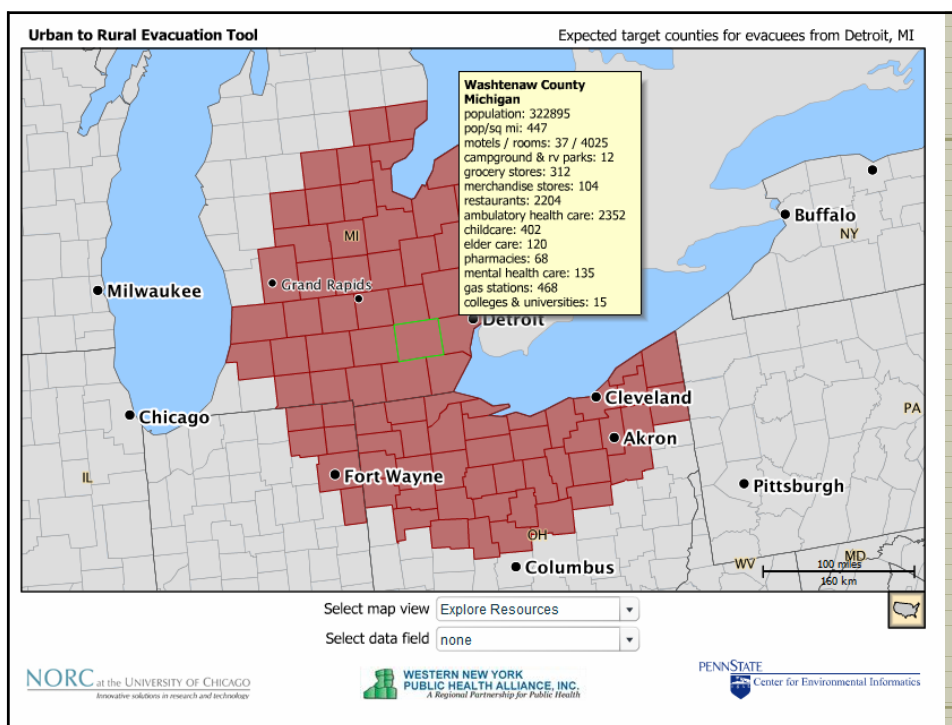 Urban to Rural Evacuation Tool
Expected target counties for evacuees from Detroit, MI
Washtenaw County
Michigan
population: 322895
pop/sq mi: 447
motels / rooms: 37 / 4025
campground & rv parks: 12
grocery stores: 312
merchandise stores: 104
restaurants: 2204
ambulatory health care: 2352
childcare: 402
elder care: 120
pharmacies: 68
mental health care: 135
gas stations: 468
colleges & universities: 15
Buffalo
NY
MI
Grand Rapids
Milwaukee
Detroit
Cleveland
Chicago
PA
Akron
IL
Fort Wayne
Pittsburgh
OH
Columbus
WV
MD
100 miles
160 km
Select map view Explore Resources
Select data field none
NORC at the UNIVERSITY OF CHICAGO
Innovative solutions in research and technology
WESTERN NEW YORK
PUBLIC HEALTH ALLIANCE, INC.
A Regional Partnership for Public Health
PENNSTATE
Center for Environmental Informatics